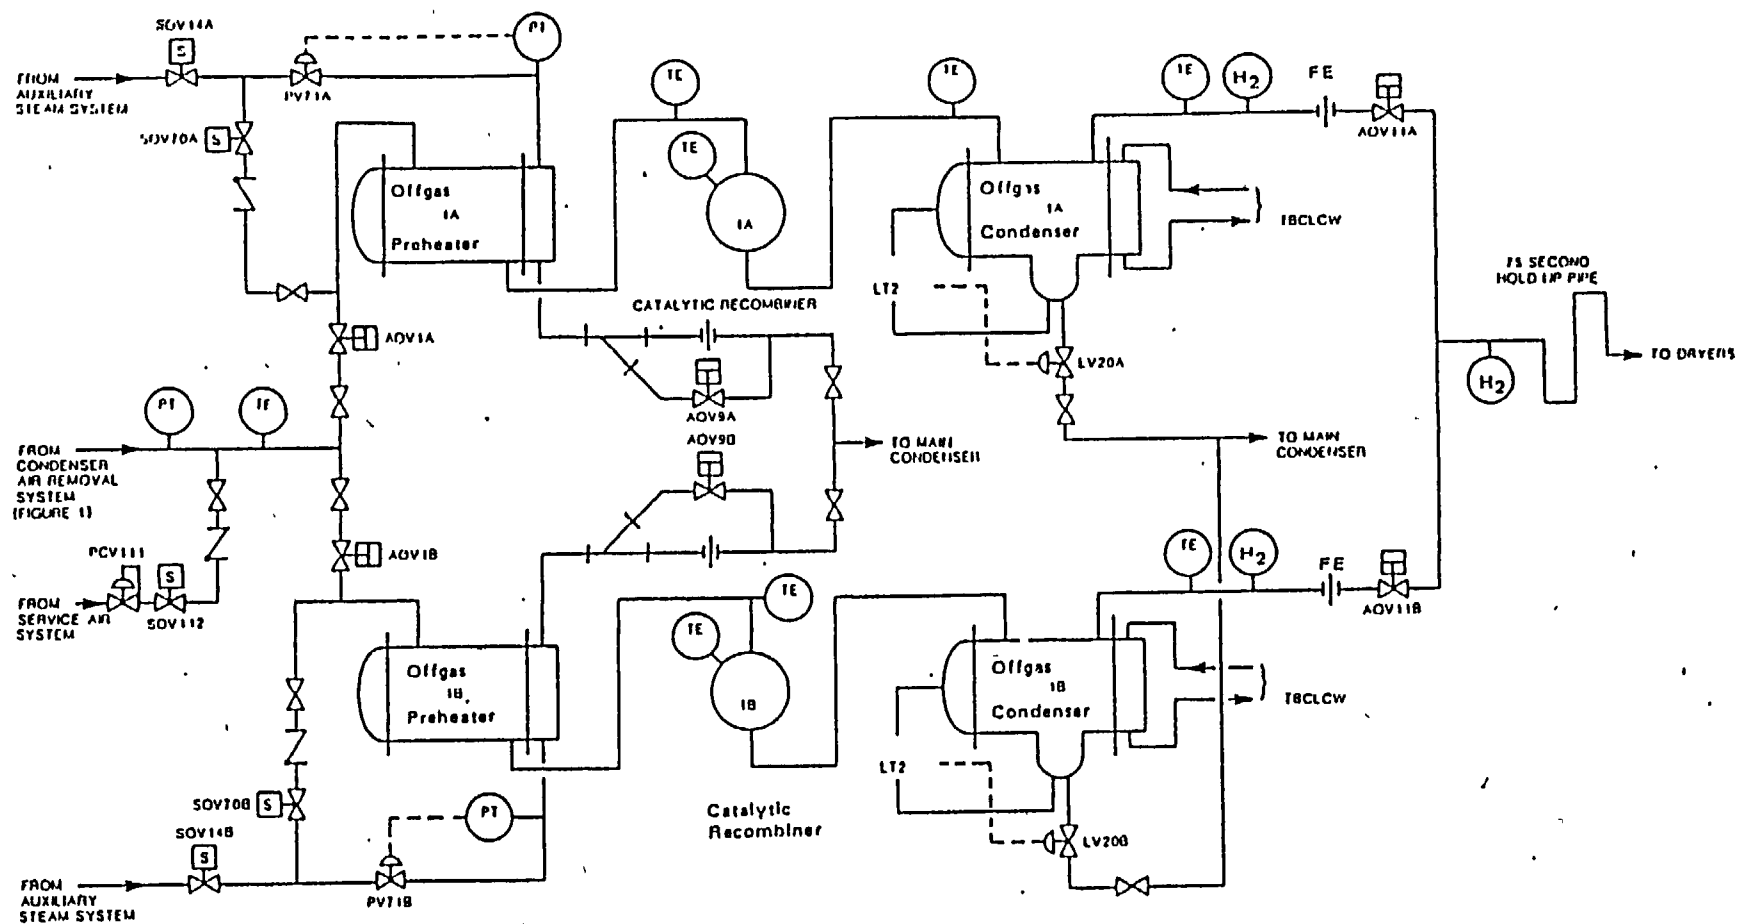 SOV14A
S
PT
FROM
AUXILIARY
STEAM SYSTEM
PV71A
SOV70A
S
TE
TE
TE
TE
H2
FE
AOV11A
Offgas
1A
Preheater
1A
Offgas
1A
Condenser
TBCLCW
LT2
CATALYTIC RECOMBINER
75 SECOND
HOLD UP PIPE
AOV1A
LV20A
TO DRYERS
H2
PT
TE
AOV9A
AOV9B
FROM
CONDENSER
AIR REMOVAL
SYSTEM
(FIGURE 1)
TO MAIN
CONDENSER
TO MAIN
CONDENSER
PCV111
S
AOV1B
FROM
SERVICE AIR
SYSTEM
SOV112
TE
TE
TE
H2
FE
AOV11B
Offgas
1B
Preheater
1B
Offgas
1B
Condenser
TBCLCW
LT2
SOV70B
S
PT
Catalytic
Recombiner
SOV14B
S
LV20B
FROM
AUXILIARY
STEAM SYSTEM
PV71B